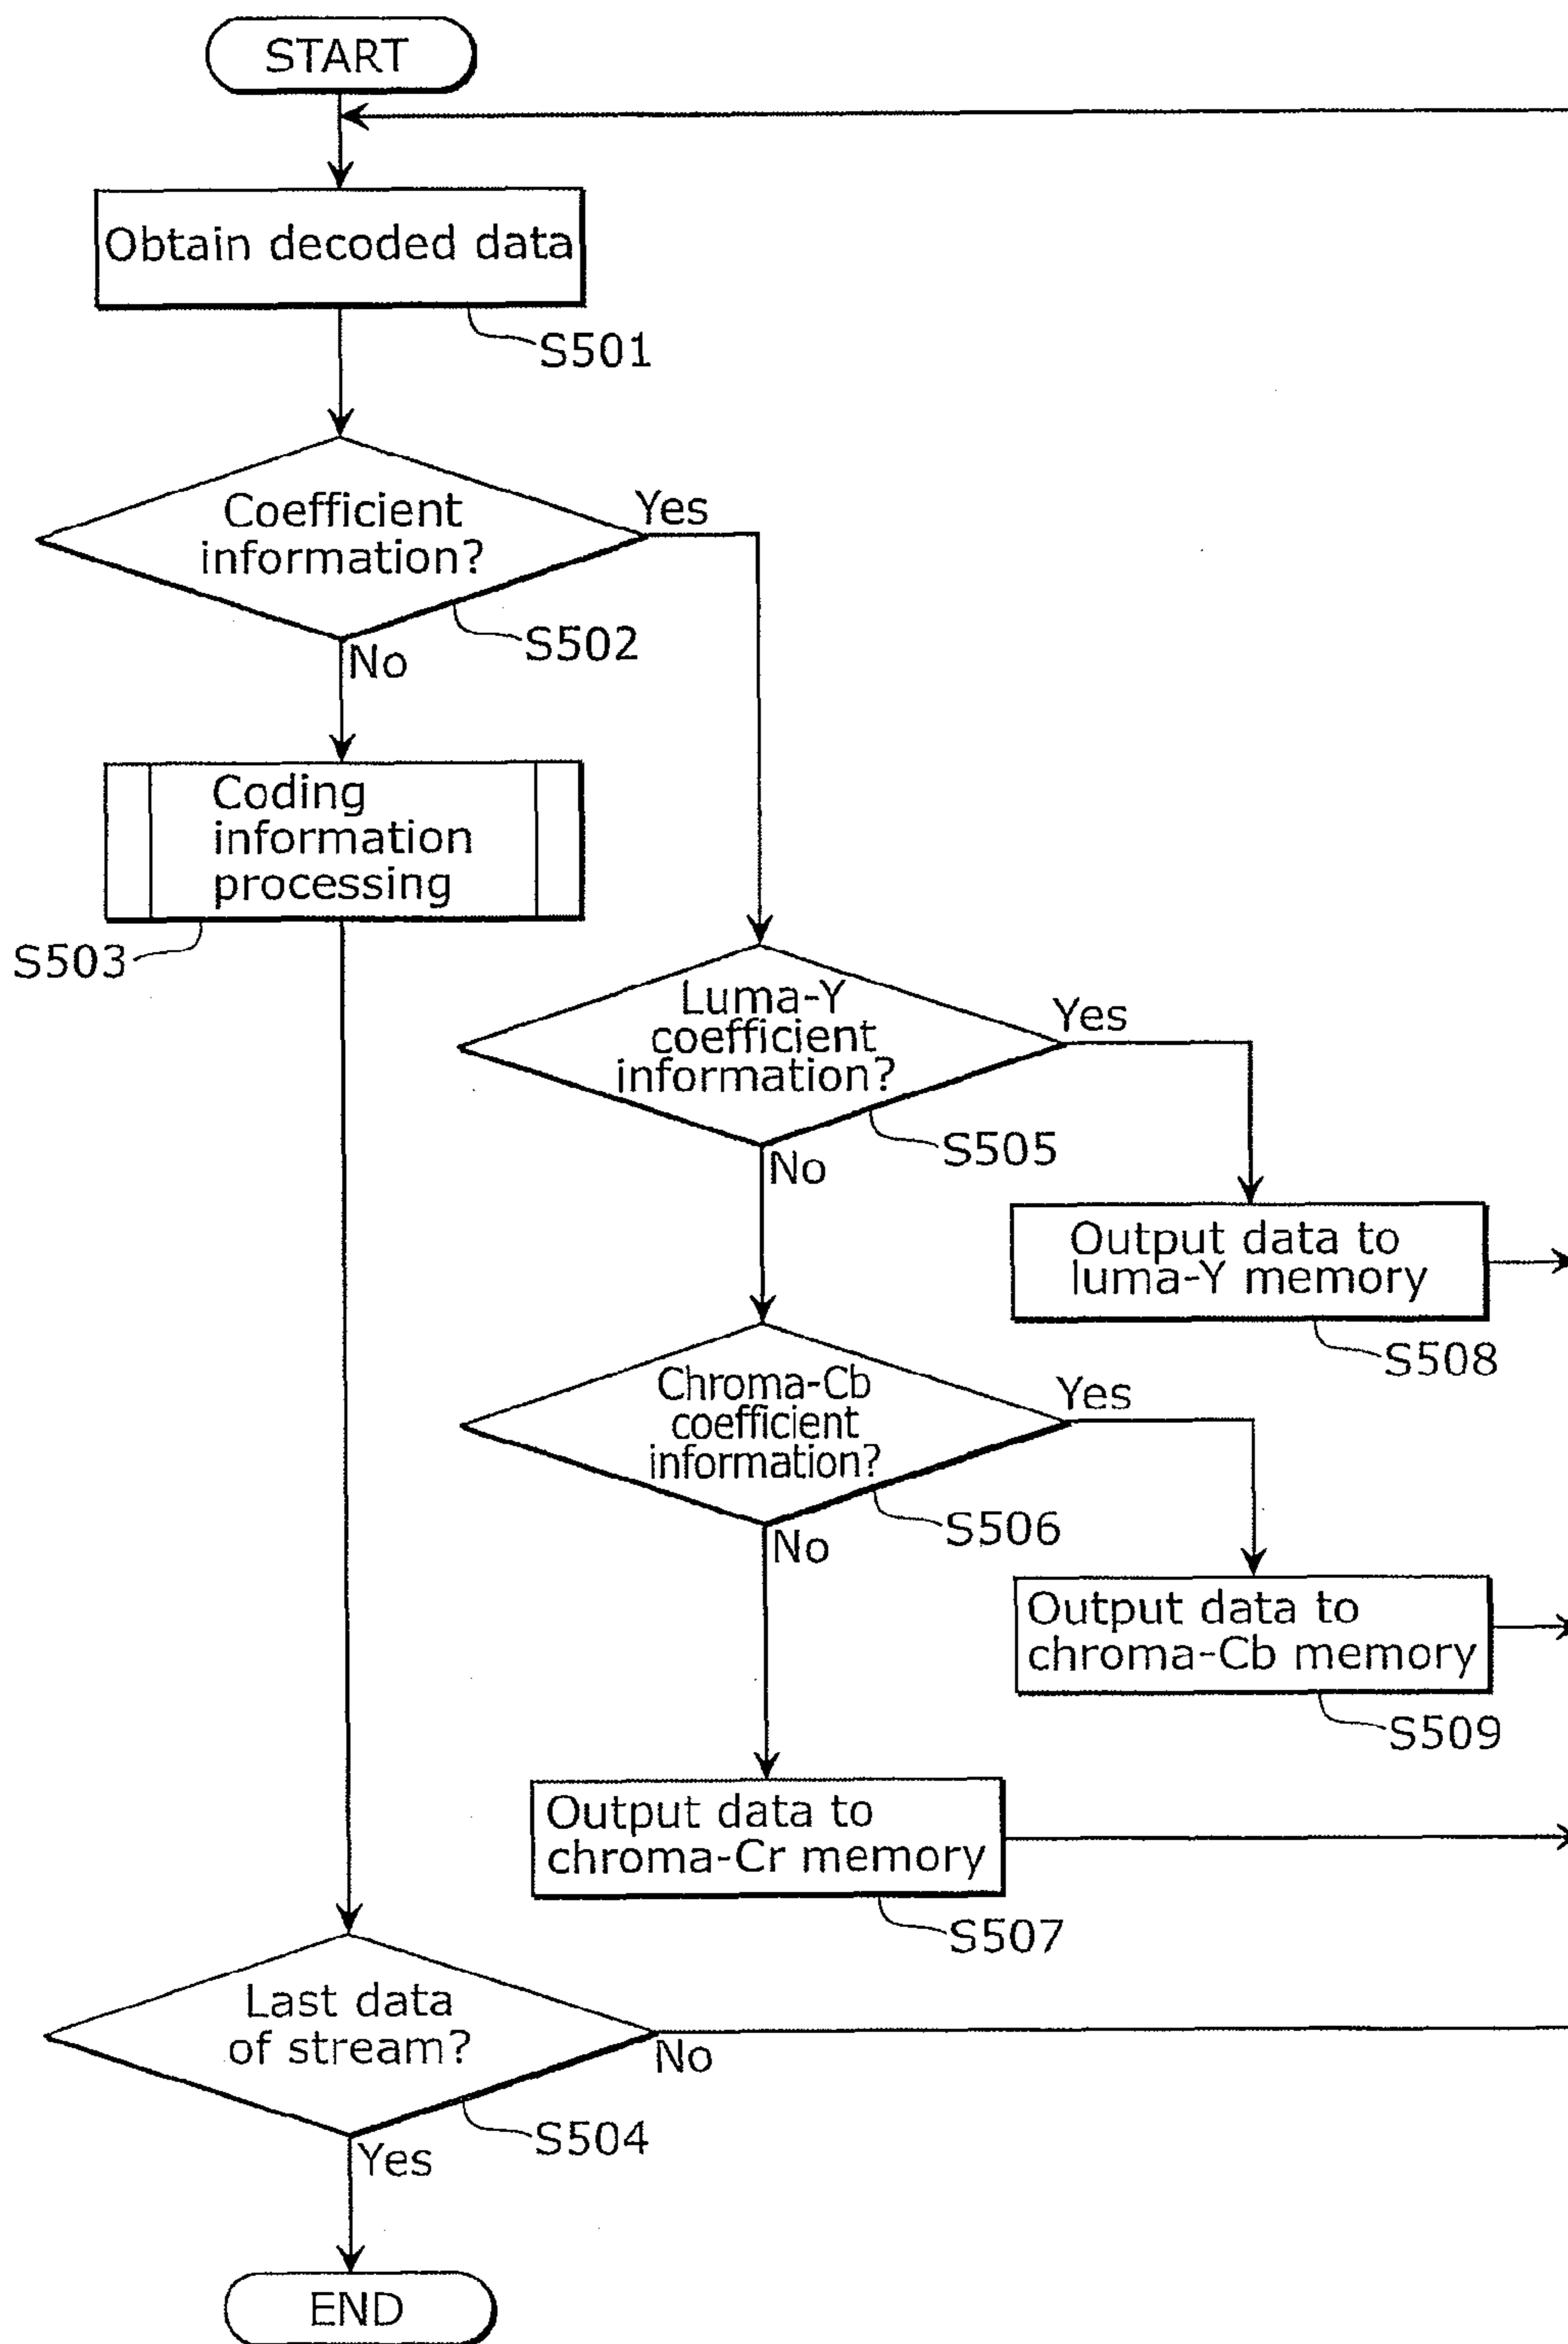 START
Obtain decoded data
S501
Coefficient
information?
Yes
S502
No
Coding
information
processing
S503
Luma-Y
coefficient
information?
Yes
S505
No
Output data to
luma-Y memory
S508
Chroma-Cb
coefficient
information?
Yes
S506
No
Output data to
chroma-Cb memory
S509
Output data to
chroma-Cr memory
S507
Last data
of stream?
No
S504
Yes
END